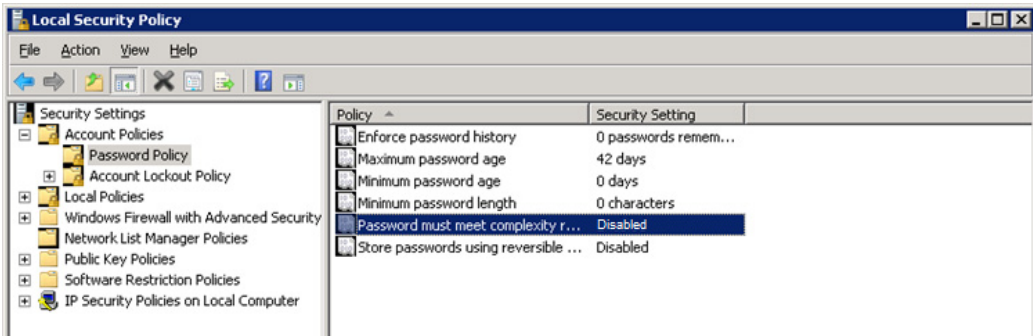 Local Security Policy
File Action View Help
Security Settings
Account Policies
Password Policy
Account Lockout Policy
Local Policies
Windows Firewall with Advanced Security
Network List Manager Policies
Public Key Policies
Software Restriction Policies
IP Security Policies on Local Computer
Policy Security Setting
Enforce password history 0 passwords remem...
Maximum password age 42 days
Minimum password age 0 days
Minimum password length 0 characters
Password must meet complexity r... Disabled
Store passwords using reversible ... Disabled